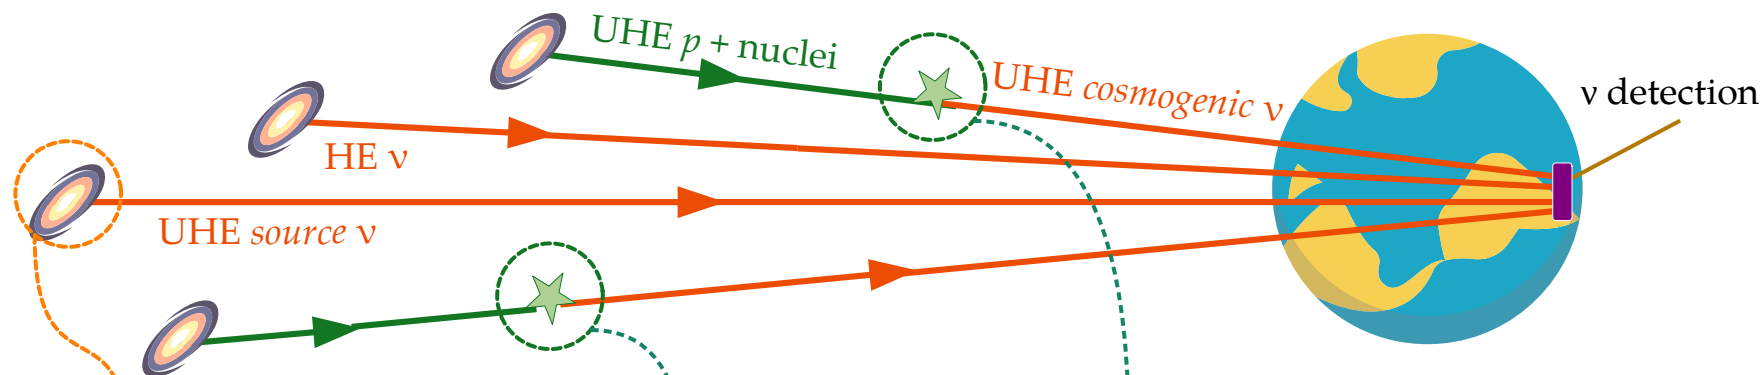 UHE p + nuclei
UHE cosmogenic ν
ν detection
HE ν
UHE source ν